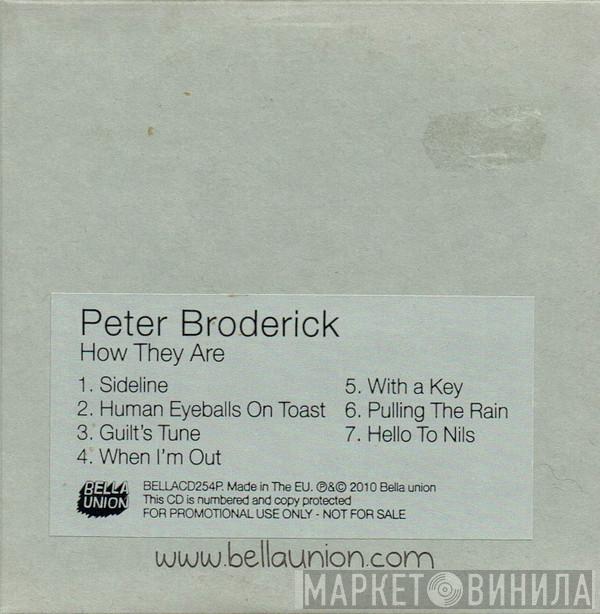 Peter Broderick
How They Are
1. Sideline
2. Human Eyeballs On Toast
3. Guilt's Tune
4. When I'm Out
5. With a Key
6. Pulling The Rain
7. Hello To Nils
BELLA UNION
BELLACD254P. Made in The EU. ℗&© 2010 Bella union
This CD is numbered and copy protected
FOR PROMOTIONAL USE ONLY - NOT FOR SALE
www.bellaunion.com
МАРКЕТ ВИНИЛА